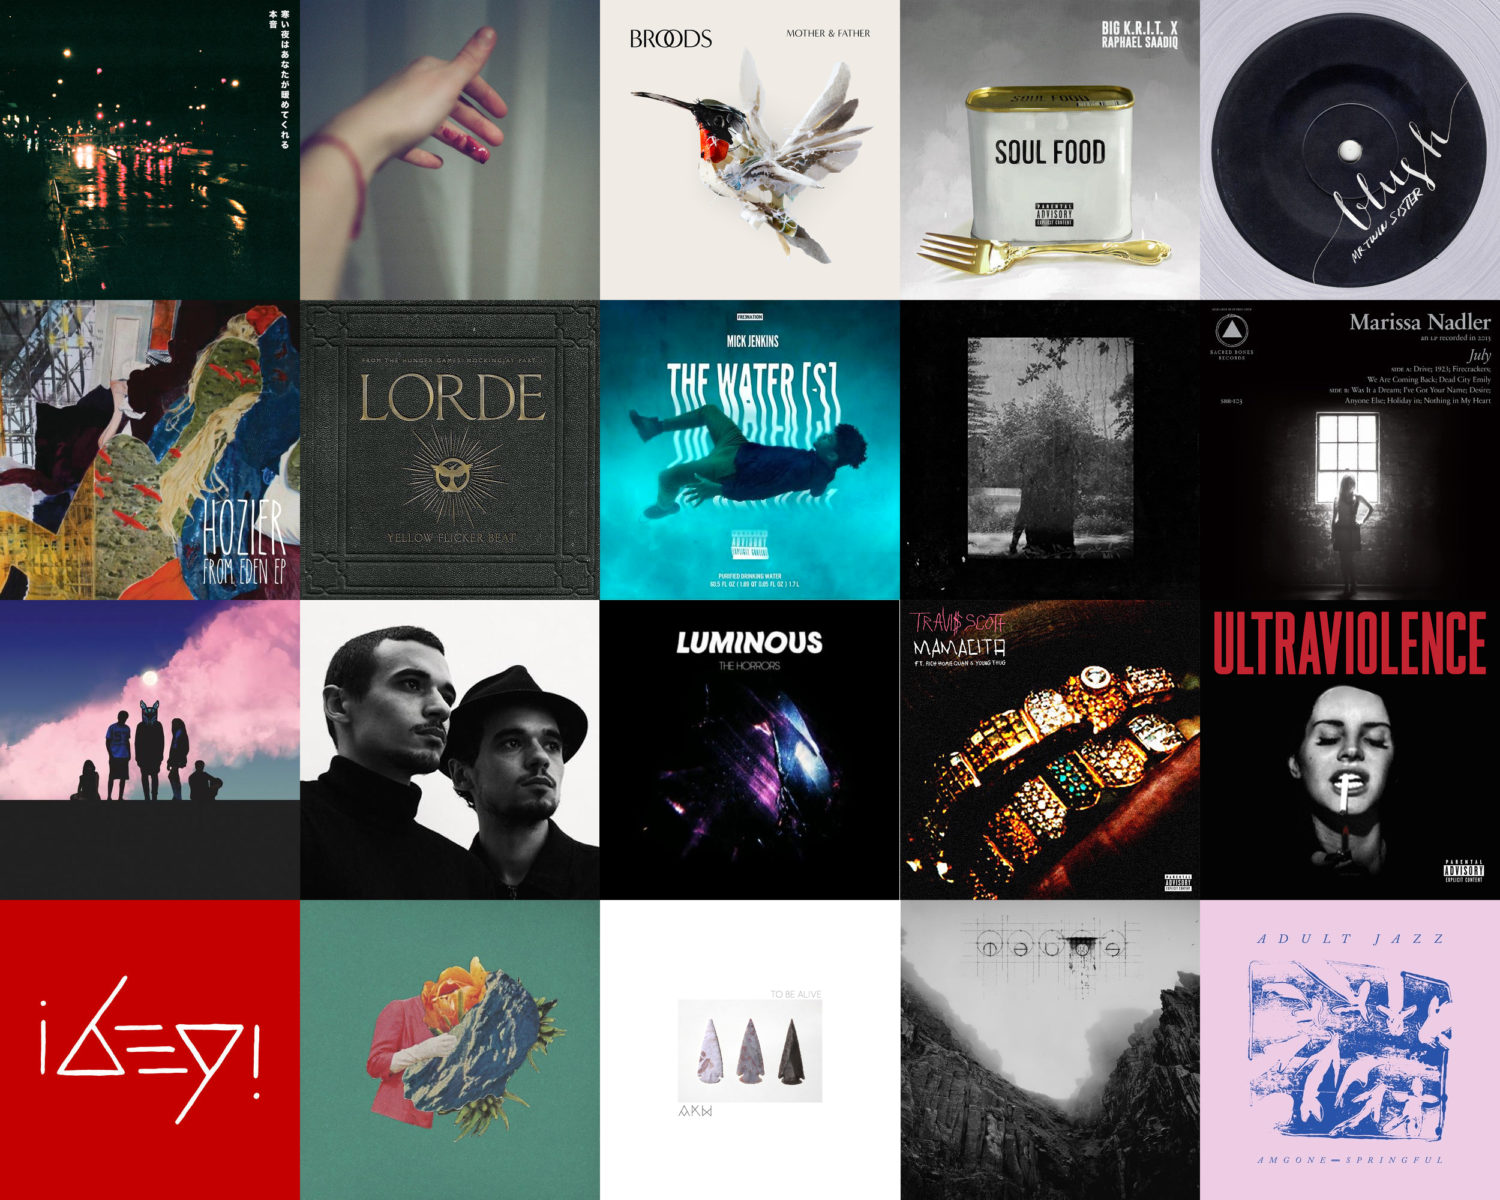 寒い夜はあなたが暖めてくれる
本音
BROODS
MOTHER & FATHER
BIG K.R.I.T. X
RAPHAEL SAADIQ
SOUL FOOD
SOUL FOOD
PARENTAL
ADVISORY
EXPLICIT CONTENT
blush
MR TWIN SISTER
HOZIER
FROM EDEN EP
FROM THE HUNGER GAMES: MOCKINGJAY PART 1
LORDE
YELLOW FLICKER BEAT
FREENATION
MICK JENKINS
THE WATER [S]
PARENTAL
ADVISORY
EXPLICIT CONTENT
PURIFIED DRINKING WATER
60.5 FL OZ (1.89 QT 0.05 FL OZ) 1.7 L
SACRED BONES
RECORDS
SBR-123
Marissa Nadler
an LP recorded in 2013
July
SIDE A: Drive; 1923; Firecrackers;
We Are Coming Back; Dead City Emily
SIDE B: Was It a Dream; I've Got Your Name; Desire;
Anyone Else; Holiday in; Nothing in My Heart
LUMINOUS
THE HORRORS
TRAVI$ SCOTT
MAMACITA
FT. RICH HOMIE QUAN & YOUNG THUG
PARENTAL
ADVISORY
EXPLICIT CONTENT
ULTRAVIOLENCE
PARENTAL
ADVISORY
EXPLICIT CONTENT
ibeyi
TO BE ALIVE
AKW
nexus
ADULT JAZZ
AMGONE—SPRINGFUL